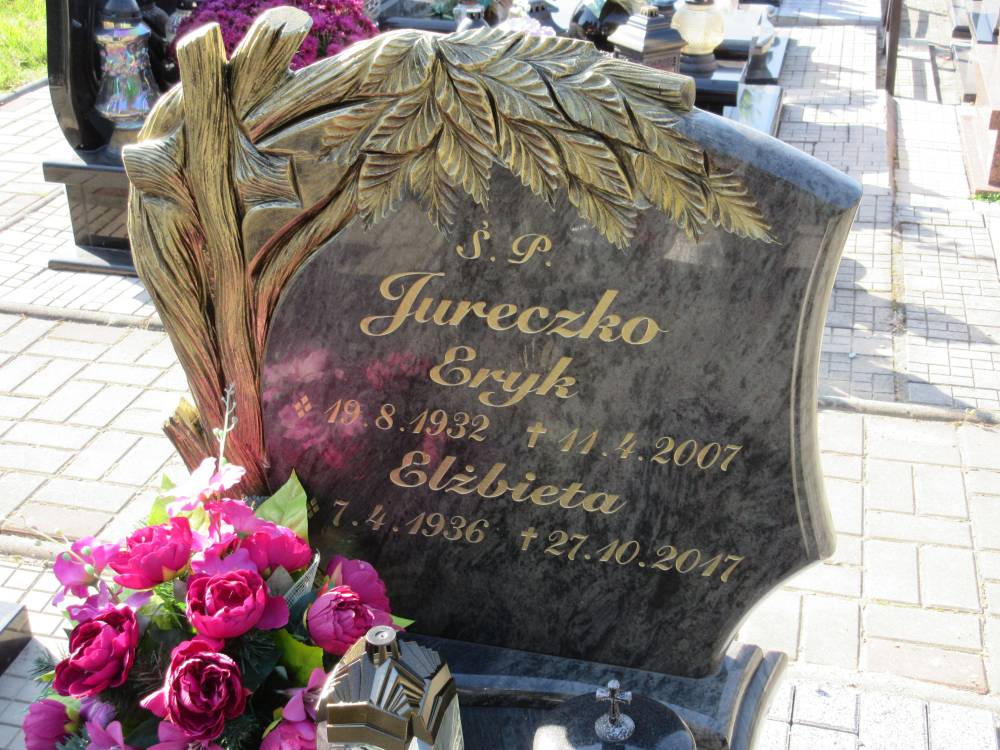 Ś. P.
Jureczko
Eryk
19.8.1932 † 11.4.2007
Elżbieta
7.4.1936 † 27.10.2017